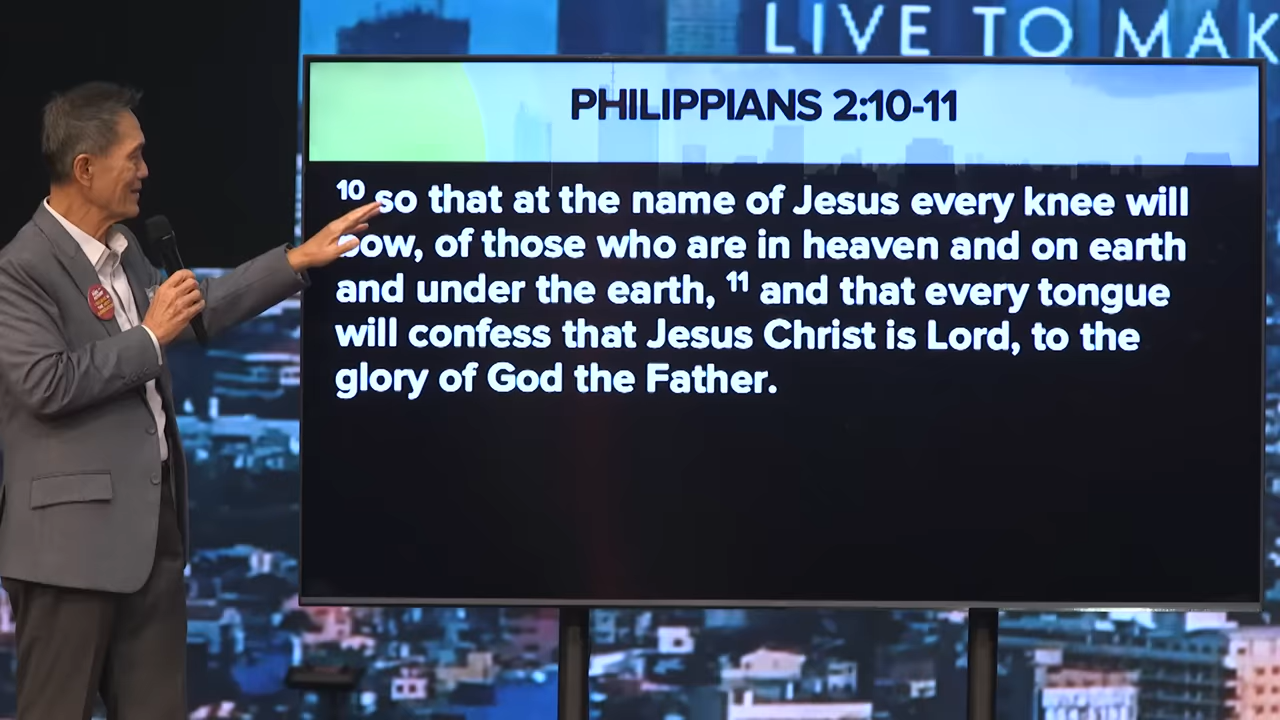 LIVE TO MAK
PHILIPPIANS 2:10-11
10 so that at the name of Jesus every knee will
bow, of those who are in heaven and on earth
and under the earth, 11 and that every tongue
will confess that Jesus Christ is Lord, to the
glory of God the Father.